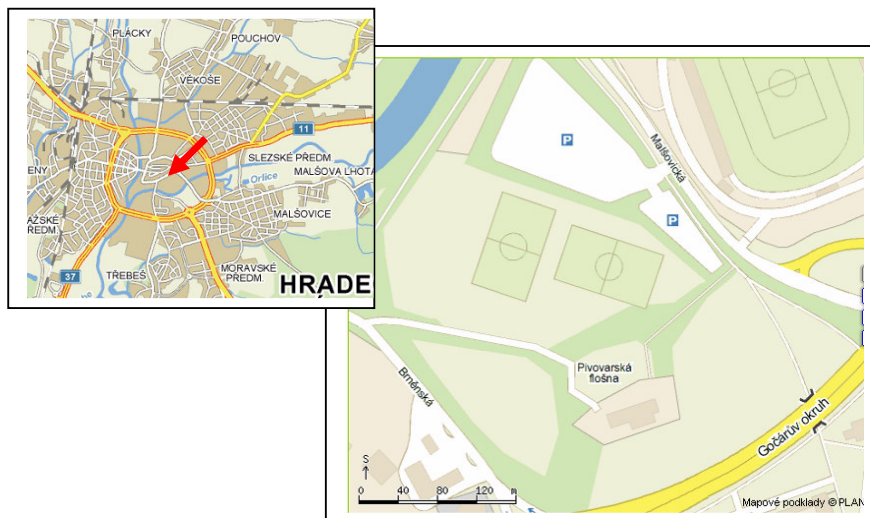 PLÁCKY
POUCHOV
VĚKOŠE
11
SLEZSKÉ PŘEDM
MALŠOVA LHOTA
Orlice
ENY
MALŠOVICE
AŽSKÉ
ŘEDM.
37
TŘEBEŠ
MORAVSKÉ
PŘEDM.
HRADE
P
Malšovická
P
Pivovarská
flošna
Brněnská
Gočárův okruh
S
0 40 80 120 m
Mapové podklady © PLAN